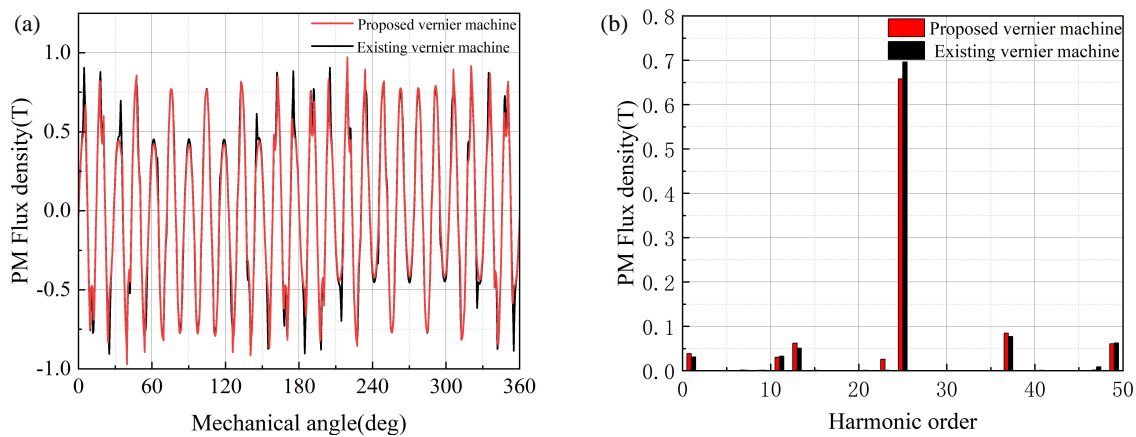 (a)
Proposed vernier machine
Existing vernier machine
1.0
0.5
0.0
-0.5
-1.0
PM Flux density(T)
0 60 120 180 240 300 360
Mechanical angle(deg)
(b)
Proposed vernier machine
Existing vernier machine
0.8
0.7
0.6
0.5
0.4
0.3
0.2
0.1
0.0
PM Flux density(T)
0 10 20 30 40 50
Harmonic order